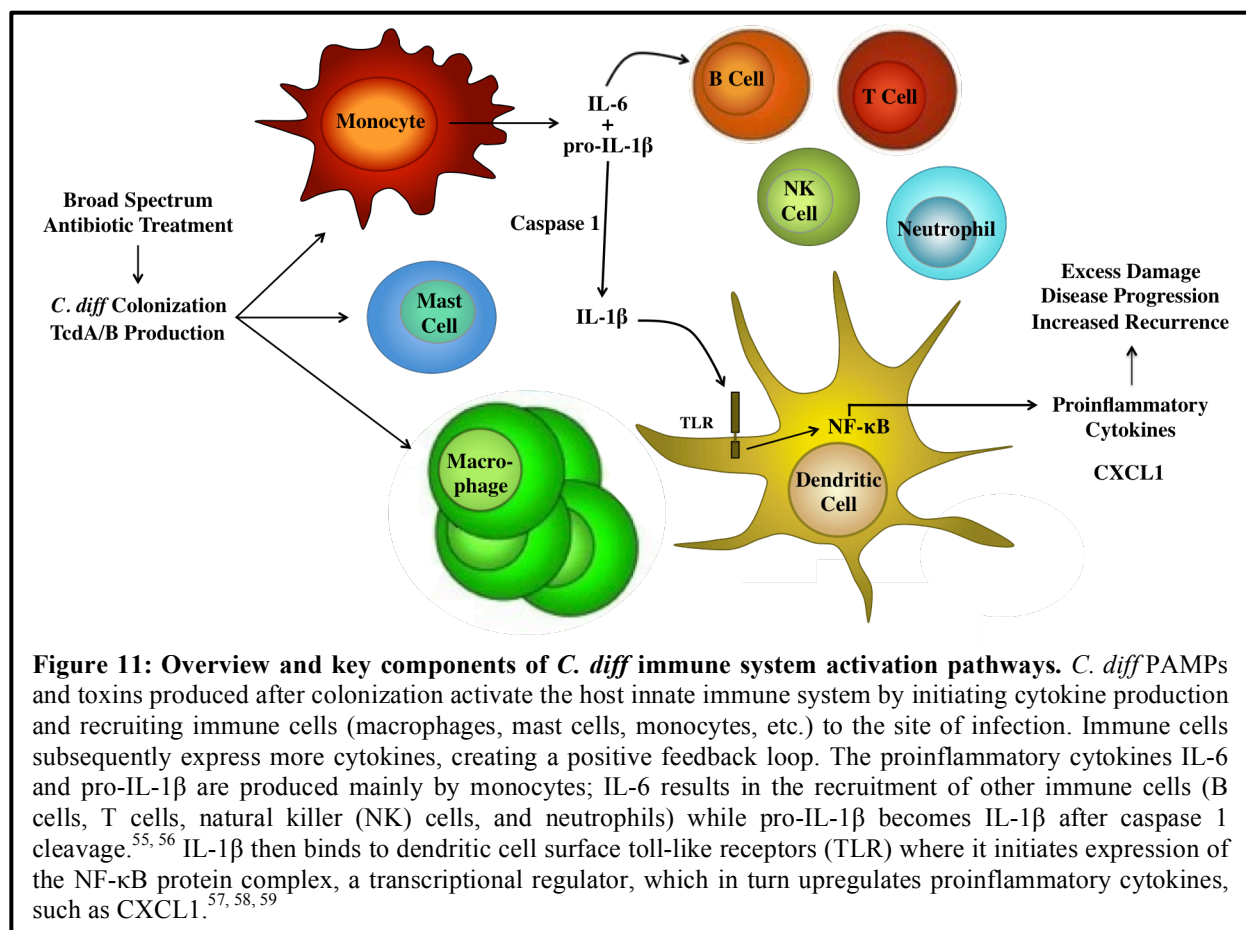 Monocyte
IL-6
+
pro-IL-1β
B Cell
T Cell
NK
Cell
Neutrophil
Broad Spectrum
Antibiotic Treatment
C. diff Colonization
TcdA/B Production
Mast
Cell
Macro-
phage
Caspase 1
IL-1β
TLR
NF-κB
Dendritic
Cell
Excess Damage
Disease Progression
Increased Recurrence
Proinflammatory
Cytokines
CXCL1
Figure 11: Overview and key components of C. diff immune system activation pathways. C. diff PAMPs
and toxins produced after colonization activate the host innate immune system by initiating cytokine production
and recruiting immune cells (macrophages, mast cells, monocytes, etc.) to the site of infection. Immune cells
subsequently express more cytokines, creating a positive feedback loop. The proinflammatory cytokines IL-6
and pro-IL-1β are produced mainly by monocytes; IL-6 results in the recruitment of other immune cells (B
cells, T cells, natural killer (NK) cells, and neutrophils) while pro-IL-1β becomes IL-1β after caspase 1
cleavage.55, 56 IL-1β then binds to dendritic cell surface toll-like receptors (TLR) where it initiates expression of
the NF-κB protein complex, a transcriptional regulator, which in turn upregulates proinflammatory cytokines,
such as CXCL1.57, 58, 59